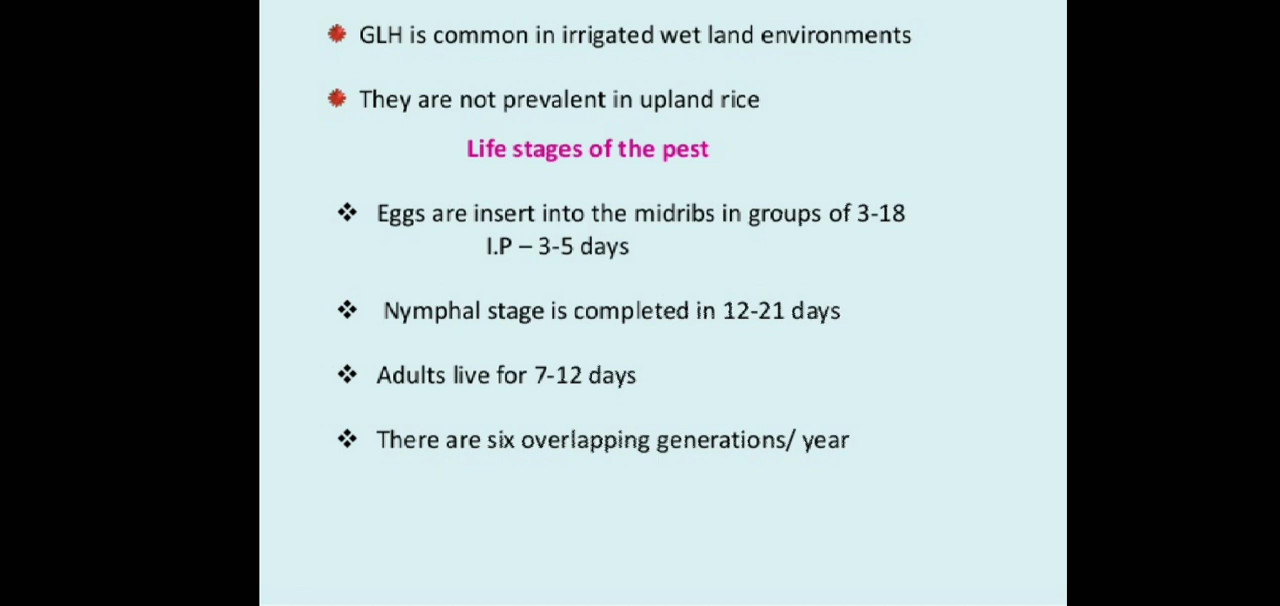 GLH is common in irrigated wet land environments
They are not prevalent in upland rice
Life stages of the pest
Eggs are insert into the midribs in groups of 3-18
I.P – 3-5 days
Nymphal stage is completed in 12-21 days
Adults live for 7-12 days
There are six overlapping generations/ year